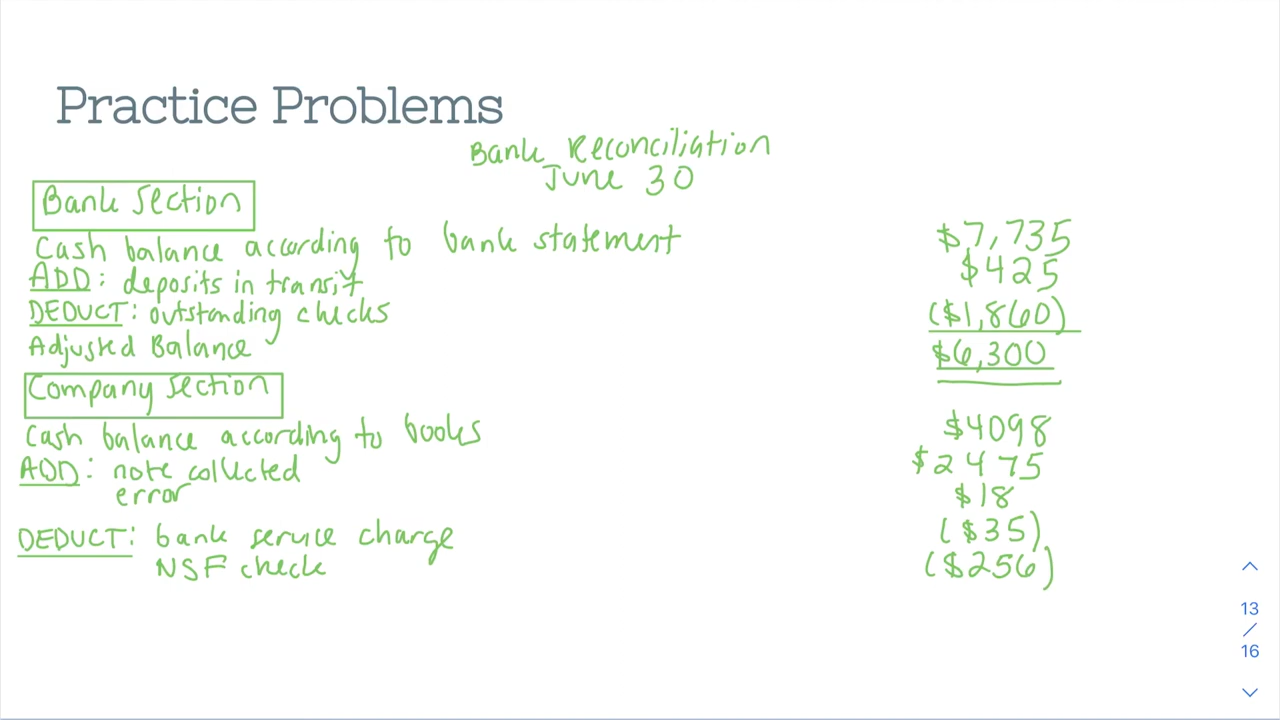 Practice Problems
Bank Reconciliation
June 30
Bank Section
Cash balance according to bank statement $7,735
ADD: deposits in transit $425
DEDUCT: outstanding checks ($1,860)
Adjusted Balance $6,300
Company Section
Cash balance according to books $4098
ADD: note collected $2475
error $18
DEDUCT: bank service charge ($35)
NSF check ($256)
13
/
16